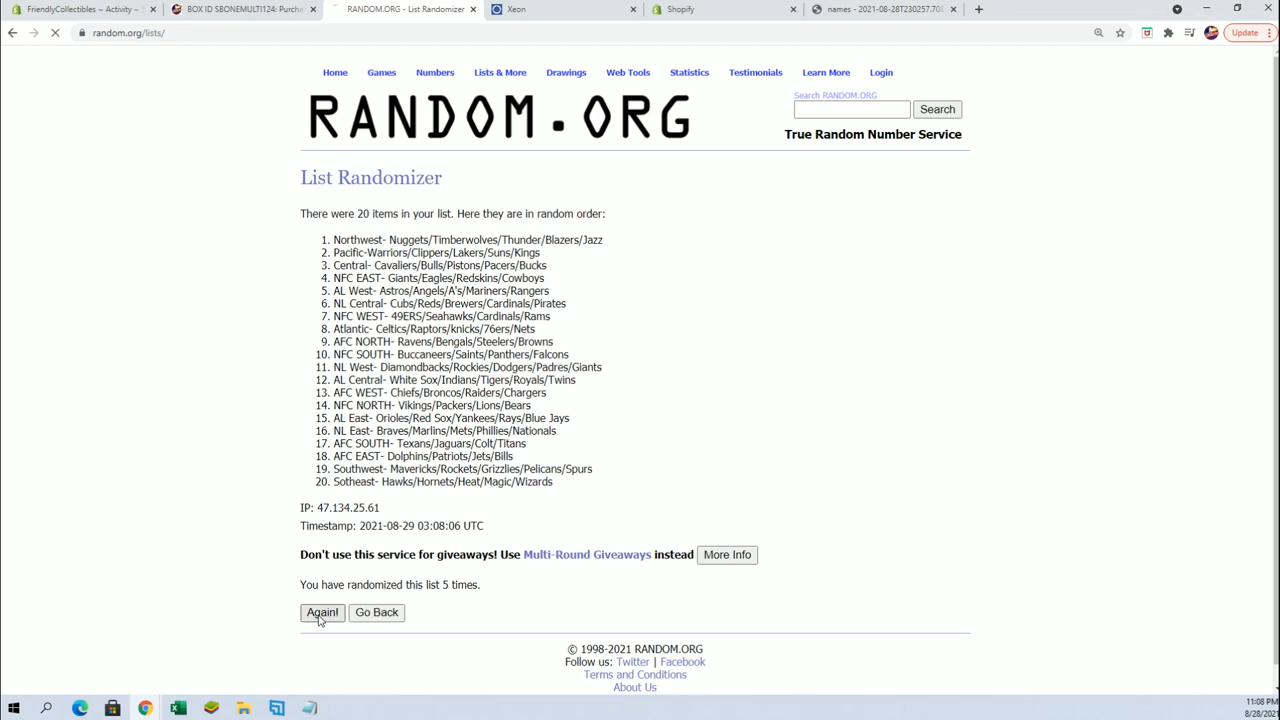 FriendlyCollectibles ~ Activity ~ S
BOX ID SBONEMULTI124: Purcha
RANDOM.ORG - List Randomizer
Xeon
Shopify
names - 2021-08-28T230257.708
random.org/lists/
Update
Home Games Numbers Lists & More Drawings Web Tools Statistics Testimonials Learn More Login
Search RANDOM.ORG
RANDOM.ORG
Search
True Random Number Service
List Randomizer
There were 20 items in your list. Here they are in random order:
1. Northwest- Nuggets/Timberwolves/Thunder/Blazers/Jazz
2. Pacific-Warriors/Clippers/Lakers/Suns/Kings
3. Central- Cavaliers/Bulls/Pistons/Pacers/Bucks
4. NFC EAST- Giants/Eagles/Redskins/Cowboys
5. AL West- Astros/Angels/A's/Mariners/Rangers
6. NL Central- Cubs/Reds/Brewers/Cardinals/Pirates
7. NFC WEST- 49ERS/Seahawks/Cardinals/Rams
8. Atlantic- Celtics/Raptors/knicks/76ers/Nets
9. AFC NORTH- Ravens/Bengals/Steelers/Browns
10. NFC SOUTH- Buccaneers/Saints/Panthers/Falcons
11. NL West- Diamondbacks/Rockies/Dodgers/Padres/Giants
12. AL Central- White Sox/Indians/Tigers/Royals/Twins
13. AFC WEST- Chiefs/Broncos/Raiders/Chargers
14. NFC NORTH- Vikings/Packers/Lions/Bears
15. AL East- Orioles/Red Sox/Yankees/Rays/Blue Jays
16. NL East- Braves/Marlins/Mets/Phillies/Nationals
17. AFC SOUTH- Texans/Jaguars/Colt/Titans
18. AFC EAST- Dolphins/Patriots/Jets/Bills
19. Southwest- Mavericks/Rockets/Grizzlies/Pelicans/Spurs
20. Sotheast- Hawks/Hornets/Heat/Magic/Wizards
IP: 47.134.25.61
Timestamp: 2021-08-29 03:08:06 UTC
Don't use this service for giveaways! Use Multi-Round Giveaways instead More Info
You have randomized this list 5 times.
Again! Go Back
© 1998-2021 RANDOM.ORG
Follow us: Twitter | Facebook
Terms and Conditions
About Us
11:08 PM
8/28/2021